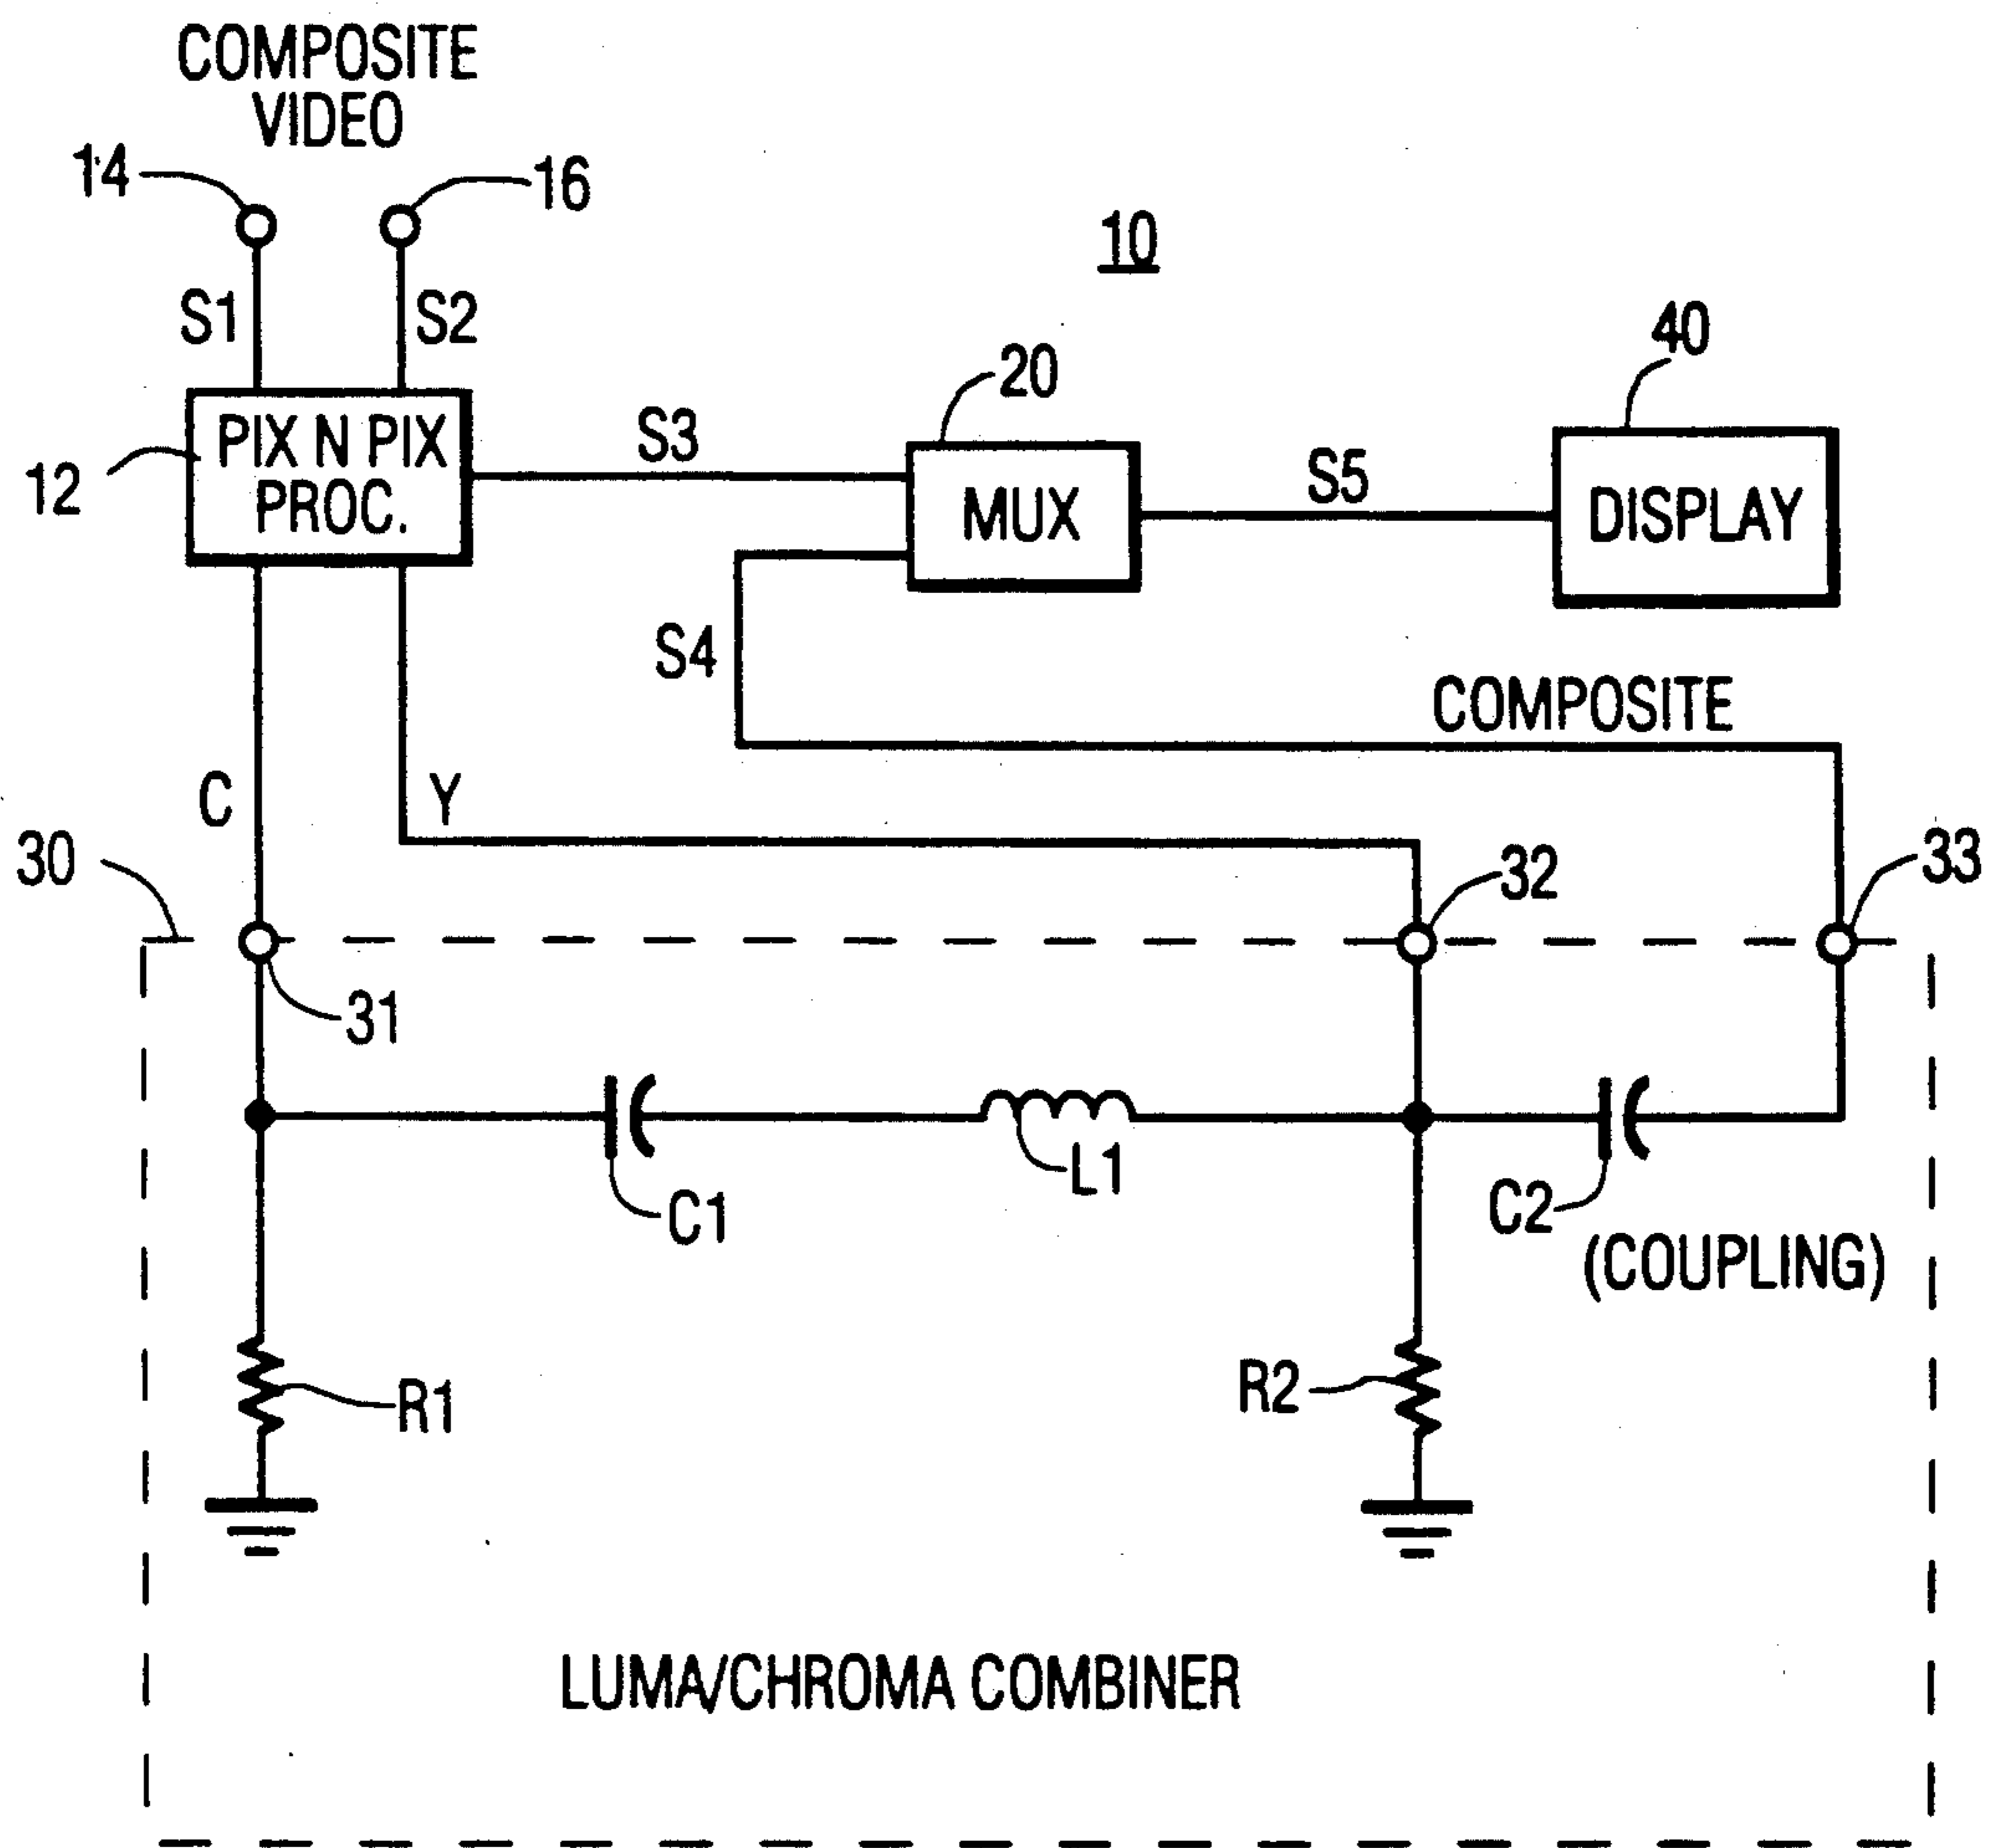 COMPOSITE
VIDEO
14
16
10
S1
S2
40
20
S3
PIX N PIX
PROC.
12
MUX
S5
DISPLAY
S4
COMPOSITE
C
Y
30
32
33
31
C1
L1
C2
(COUPLING)
R1
R2
LUMA/CHROMA COMBINER